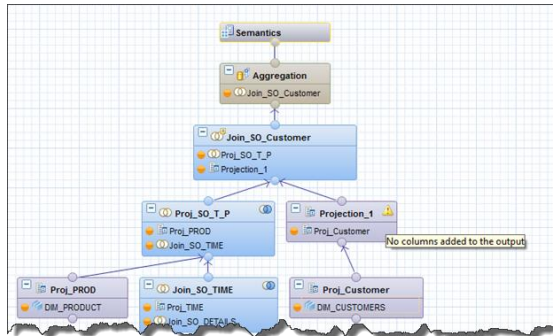 Semantics
Aggregation
Join_SO_Customer
Join_SO_Customer
Proj_SO_T_P
Projection_1
Proj_SO_T_P
Proj_PROD
Join_SO_TIME
Projection_1
Proj_Customer
No columns added to the output
Proj_PROD
DIM_PRODUCT
Join_SO_TIME
Proj_TIME
Join_SO_DETAILS
Proj_Customer
DIM_CUSTOMERS